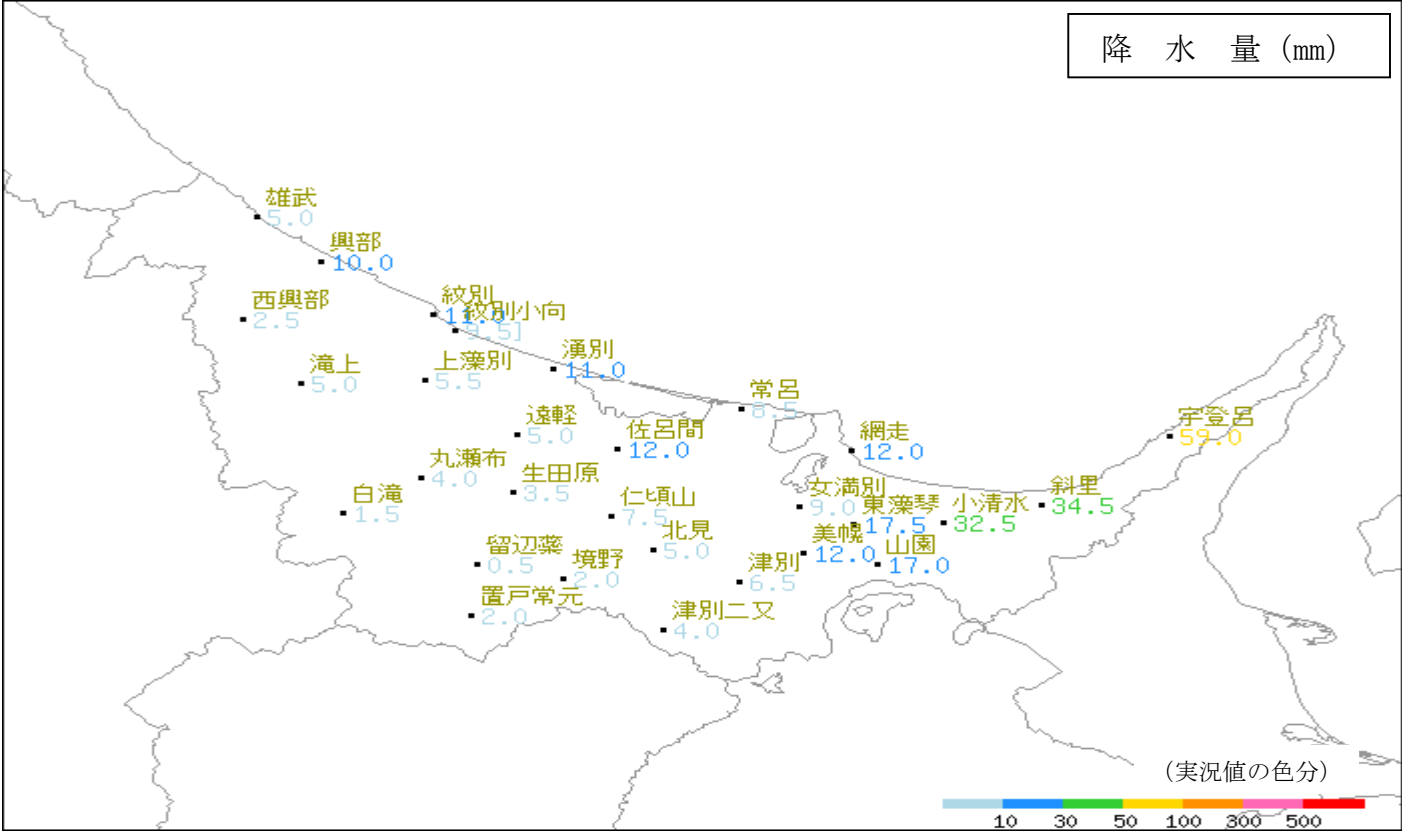 降 水 量 (mm)
雄武
5.0
興部
10.0
西興部
2.5
紋別
11.0
紋別小向
9.5]
滝上
5.0
上藻別
5.5
湧別
11.0
常呂
8.5
遠軽
5.0
佐呂間
12.0
網走
12.0
宇登呂
59.0
丸瀬布
4.0
生田原
3.5
白滝
1.5
仁頃山
7.5
女満別
9.0
東藻琴
17.5
小清水
32.5
斜里
34.5
北見
5.0
美幌
12.0
山園
17.0
留辺蘂
0.5
境野
2.0
津別
6.5
置戸常元
2.0
津別二又
4.0
(実況値の色分)
10 30 50 100 300 500